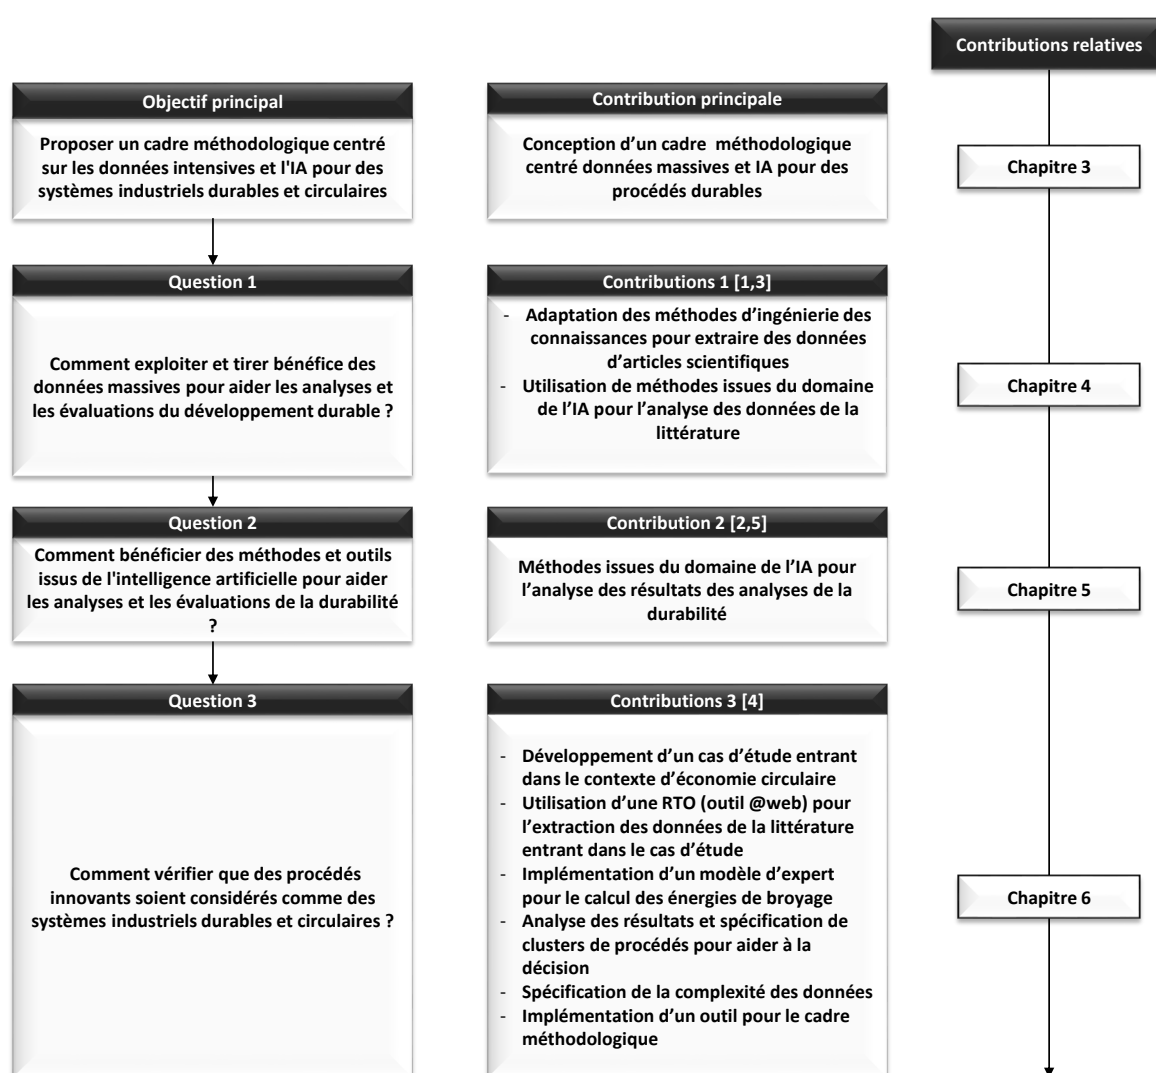 Contributions relatives
Objectif principal
Proposer un cadre méthodologique centré
sur les données intensives et l'IA pour des
systèmes industriels durables et circulaires
Contribution principale
Conception d’un cadre méthodologique
centré données massives et IA pour des
procédés durables
Chapitre 3
Question 1
Comment exploiter et tirer bénéfice des
données massives pour aider les analyses et
les évaluations du développement durable ?
Contributions 1 [1,3]
- Adaptation des méthodes d’ingénierie des
connaissances pour extraire des données
d’articles scientifiques
- Utilisation de méthodes issues du domaine
de l’IA pour l’analyse des données de la
littérature
Chapitre 4
Question 2
Comment bénéficier des méthodes et outils
issus de l'intelligence artificielle pour aider
les analyses et les évaluations de la durabilité
?
Contribution 2 [2,5]
Méthodes issues du domaine de l’IA pour
l’analyse des résultats des analyses de la
durabilité
Chapitre 5
Question 3
Comment vérifier que des procédés
innovants soient considérés comme des
systèmes industriels durables et circulaires ?
Contributions 3 [4]
- Développement d’un cas d’étude entrant
dans le contexte d’économie circulaire
- Utilisation d’une RTO (outil @web) pour
l’extraction des données de la littérature
entrant dans le cas d’étude
- Implémentation d’un modèle d’expert
pour le calcul des énergies de broyage
- Analyse des résultats et spécification de
clusters de procédés pour aider à la
décision
- Spécification de la complexité des données
- Implémentation d’un outil pour le cadre
méthodologique
Chapitre 6